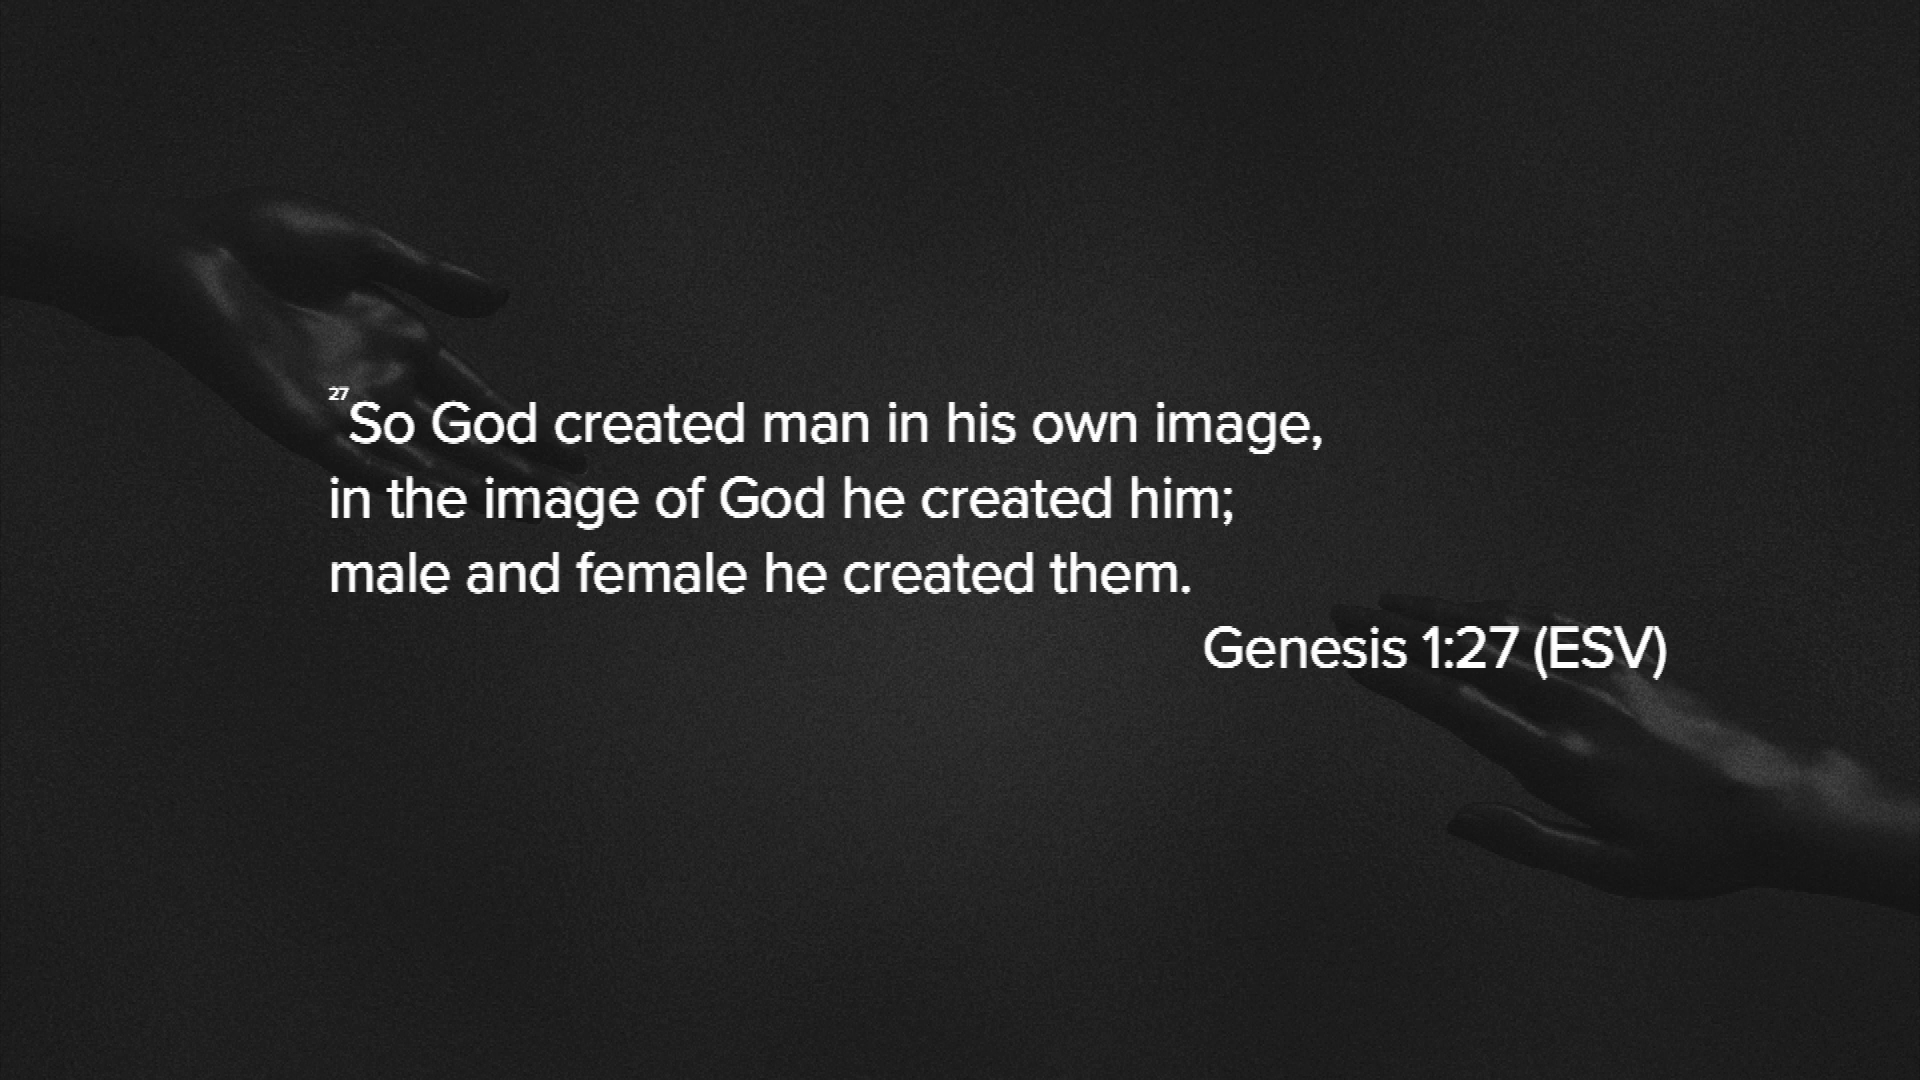 27So God created man in his own image,
in the image of God he created him;
male and female he created them.
Genesis 1:27 (ESV)